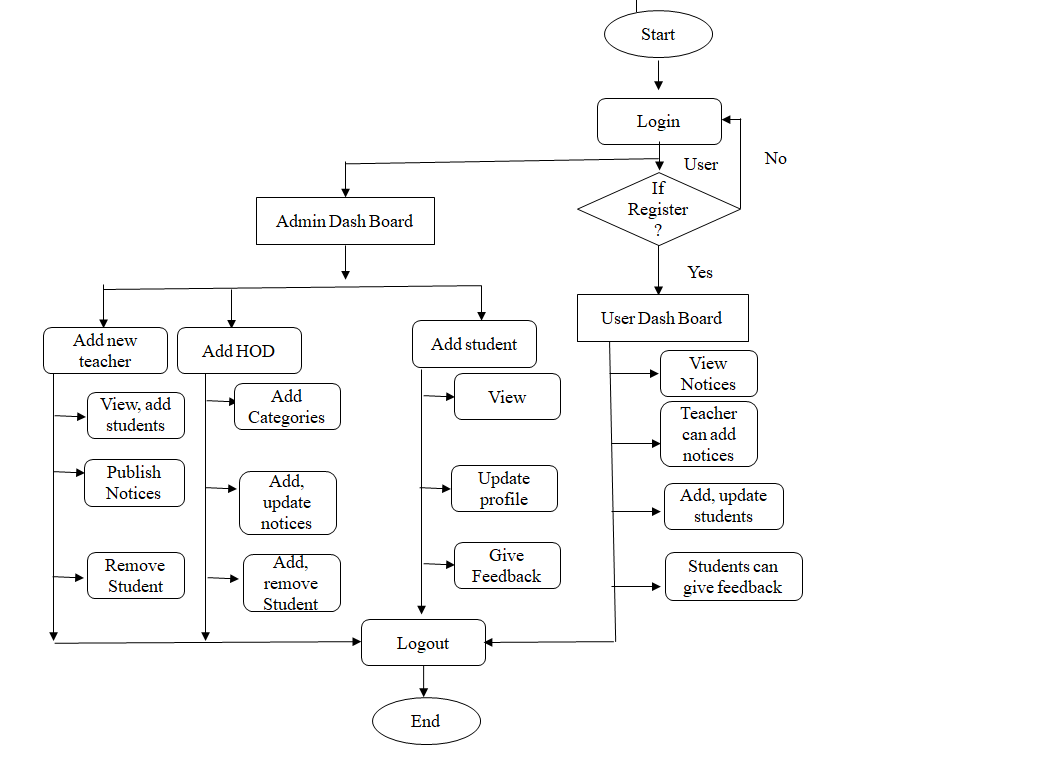 Start
Login
User
No
If
Register
?
Admin Dash Board
Yes
User Dash Board
Add new
teacher
Add HOD
Add student
View
Notices
View, add
students
Add
Categories
View
Teacher
can add
notices
Publish
Notices
Add,
update
notices
Update
profile
Add, update
students
Remove
Student
Add,
remove
Student
Give
Feedback
Students can
give feedback
Logout
End